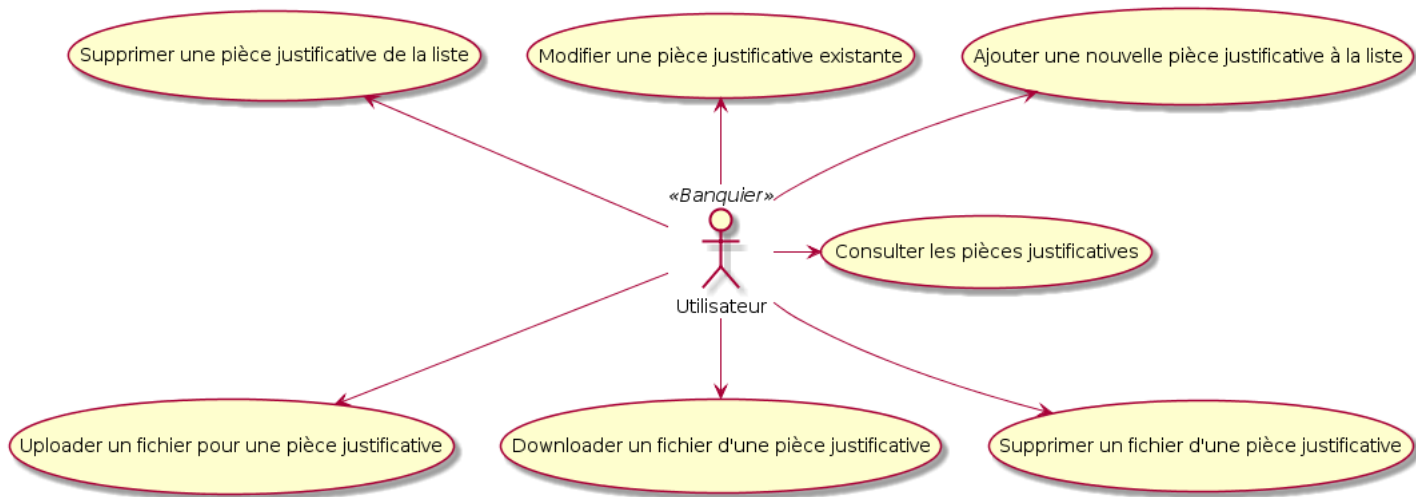 Supprimer une pièce justificative de la liste
Modifier une pièce justificative existante
Ajouter une nouvelle pièce justificative à la liste
«Banquier»
Consulter les pièces justificatives
Utilisateur
Uploader un fichier pour une pièce justificative
Downloader un fichier d'une pièce justificative
Supprimer un fichier d'une pièce justificative